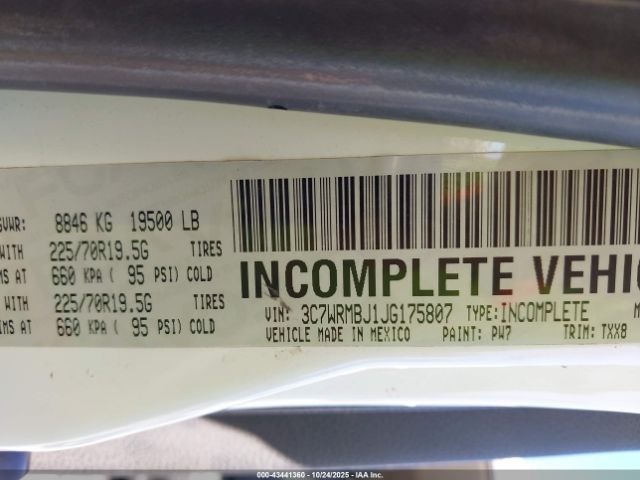 GVWR: 8846 KG 19500 LB
WITH 225/70R19.5G TIRES
MS AT 660 KPA ( 95 PSI) COLD
WITH 225/70R19.5G TIRES
IMS AT 660 KPA ( 95 PSI) COLD
INCOMPLETE VEHIC
VIN: 3C7WRMBJ1JG175807 TYPE: INCOMPLETE M
VEHICLE MADE IN MEXICO PAINT: PW7 TRIM: TXX8
000-43441360 - 10/24/2025 - IAA Inc.